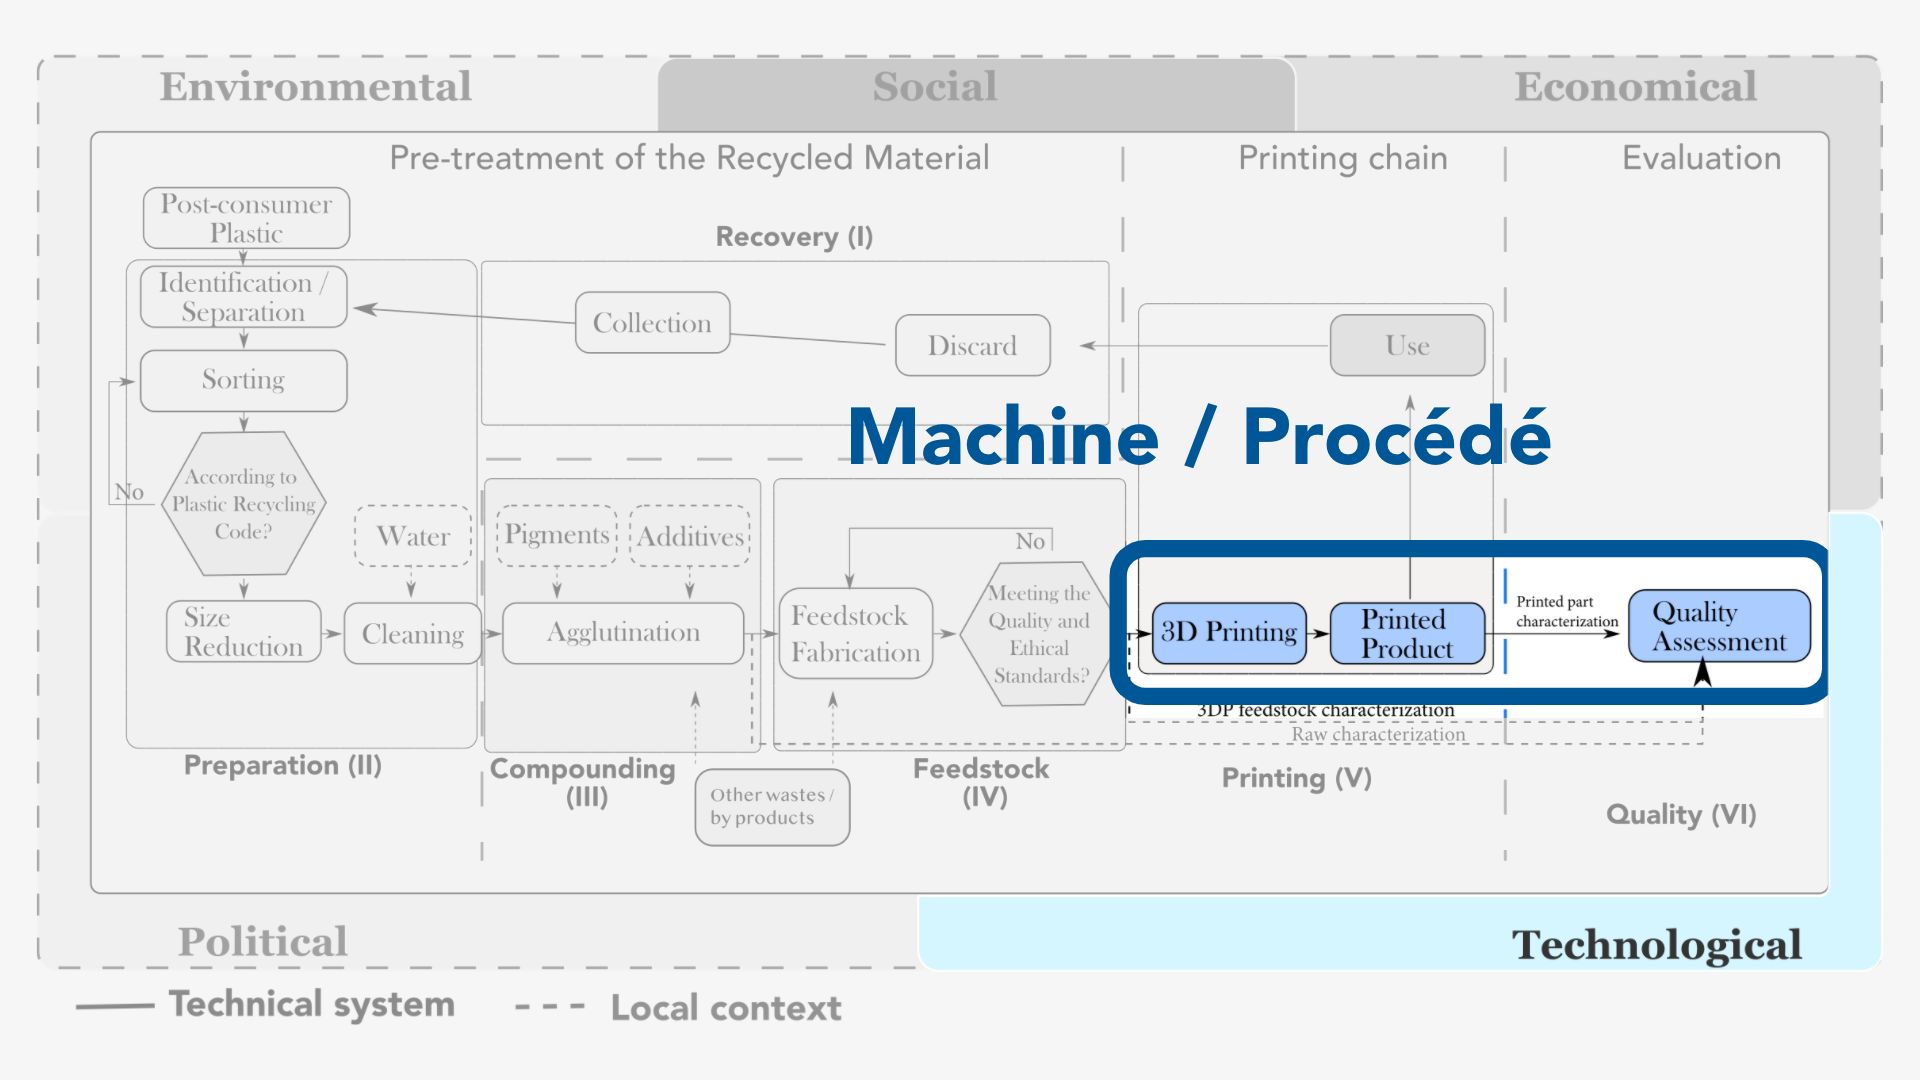 Environmental
Social
Economical
Pre-treatment of the Recycled Material
Printing chain
Evaluation
Post-consumer
Plastic
Recovery (I)
Identification /
Separation
Collection
Discard
Use
Sorting
Machine / Procédé
According to
Plastic Recycling
Code?
No
Water
Pigments
Additives
No
Meeting the
Quality and
Ethical
Standards?
Size
Reduction
Cleaning
Agglutination
Feedstock
Fabrication
3D Printing
Printed
Product
Printed part
characterization
Quality
Assessment
3DP feedstock characterization
Raw characterization
Preparation (II)
Compounding
(III)
Feedstock
(IV)
Printing (V)
Other wastes /
by products
Quality (VI)
Political
Technological
Technical system
Local context